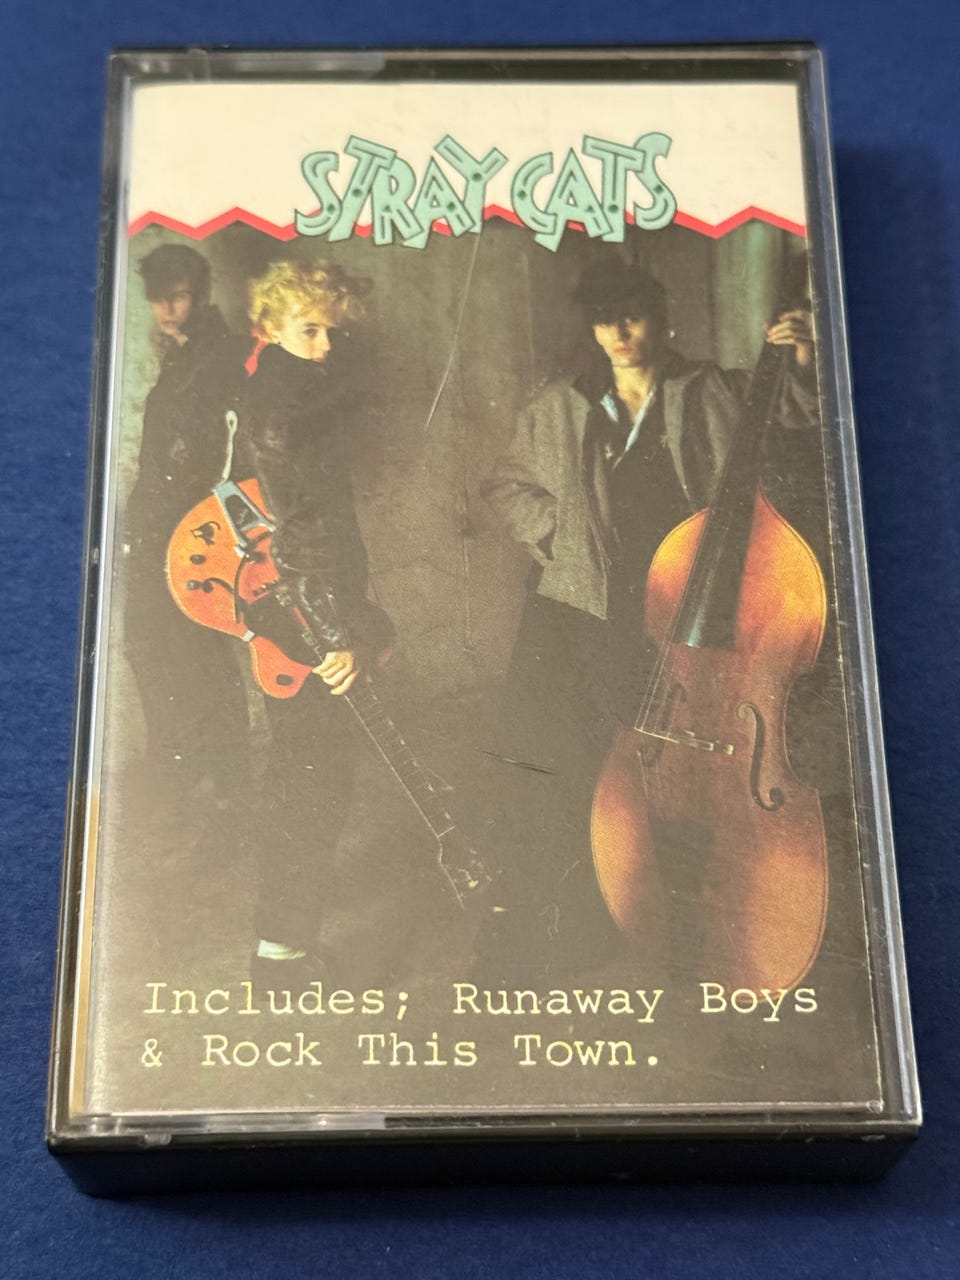 STRAY CATS
Includes; Runaway Boys
& Rock This Town.